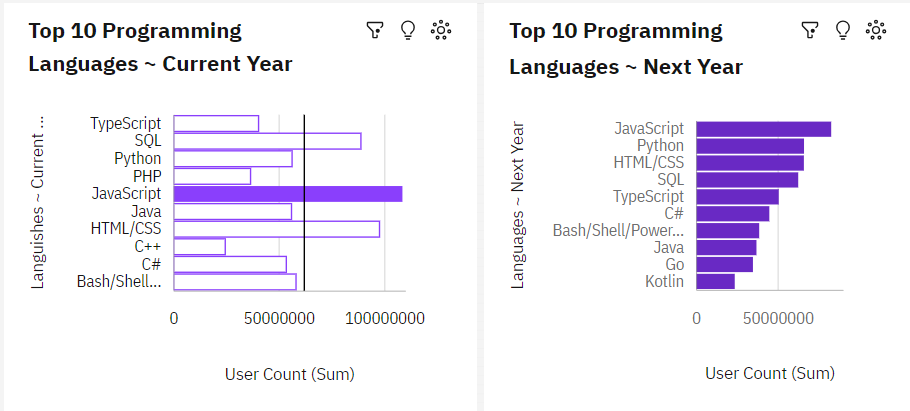 Top 10 Programming
Languages ~ Current Year
Languishes ~ Current ...
TypeScript
SQL
Python
PHP
JavaScript
Java
HTML/CSS
C++
C#
Bash/Shell...
0
50000000
100000000
User Count (Sum)
Top 10 Programming
Languages ~ Next Year
Languages ~ Next Year
JavaScript
Python
HTML/CSS
SQL
TypeScript
C#
Bash/Shell/Power...
Java
Go
Kotlin
0
50000000
User Count (Sum)